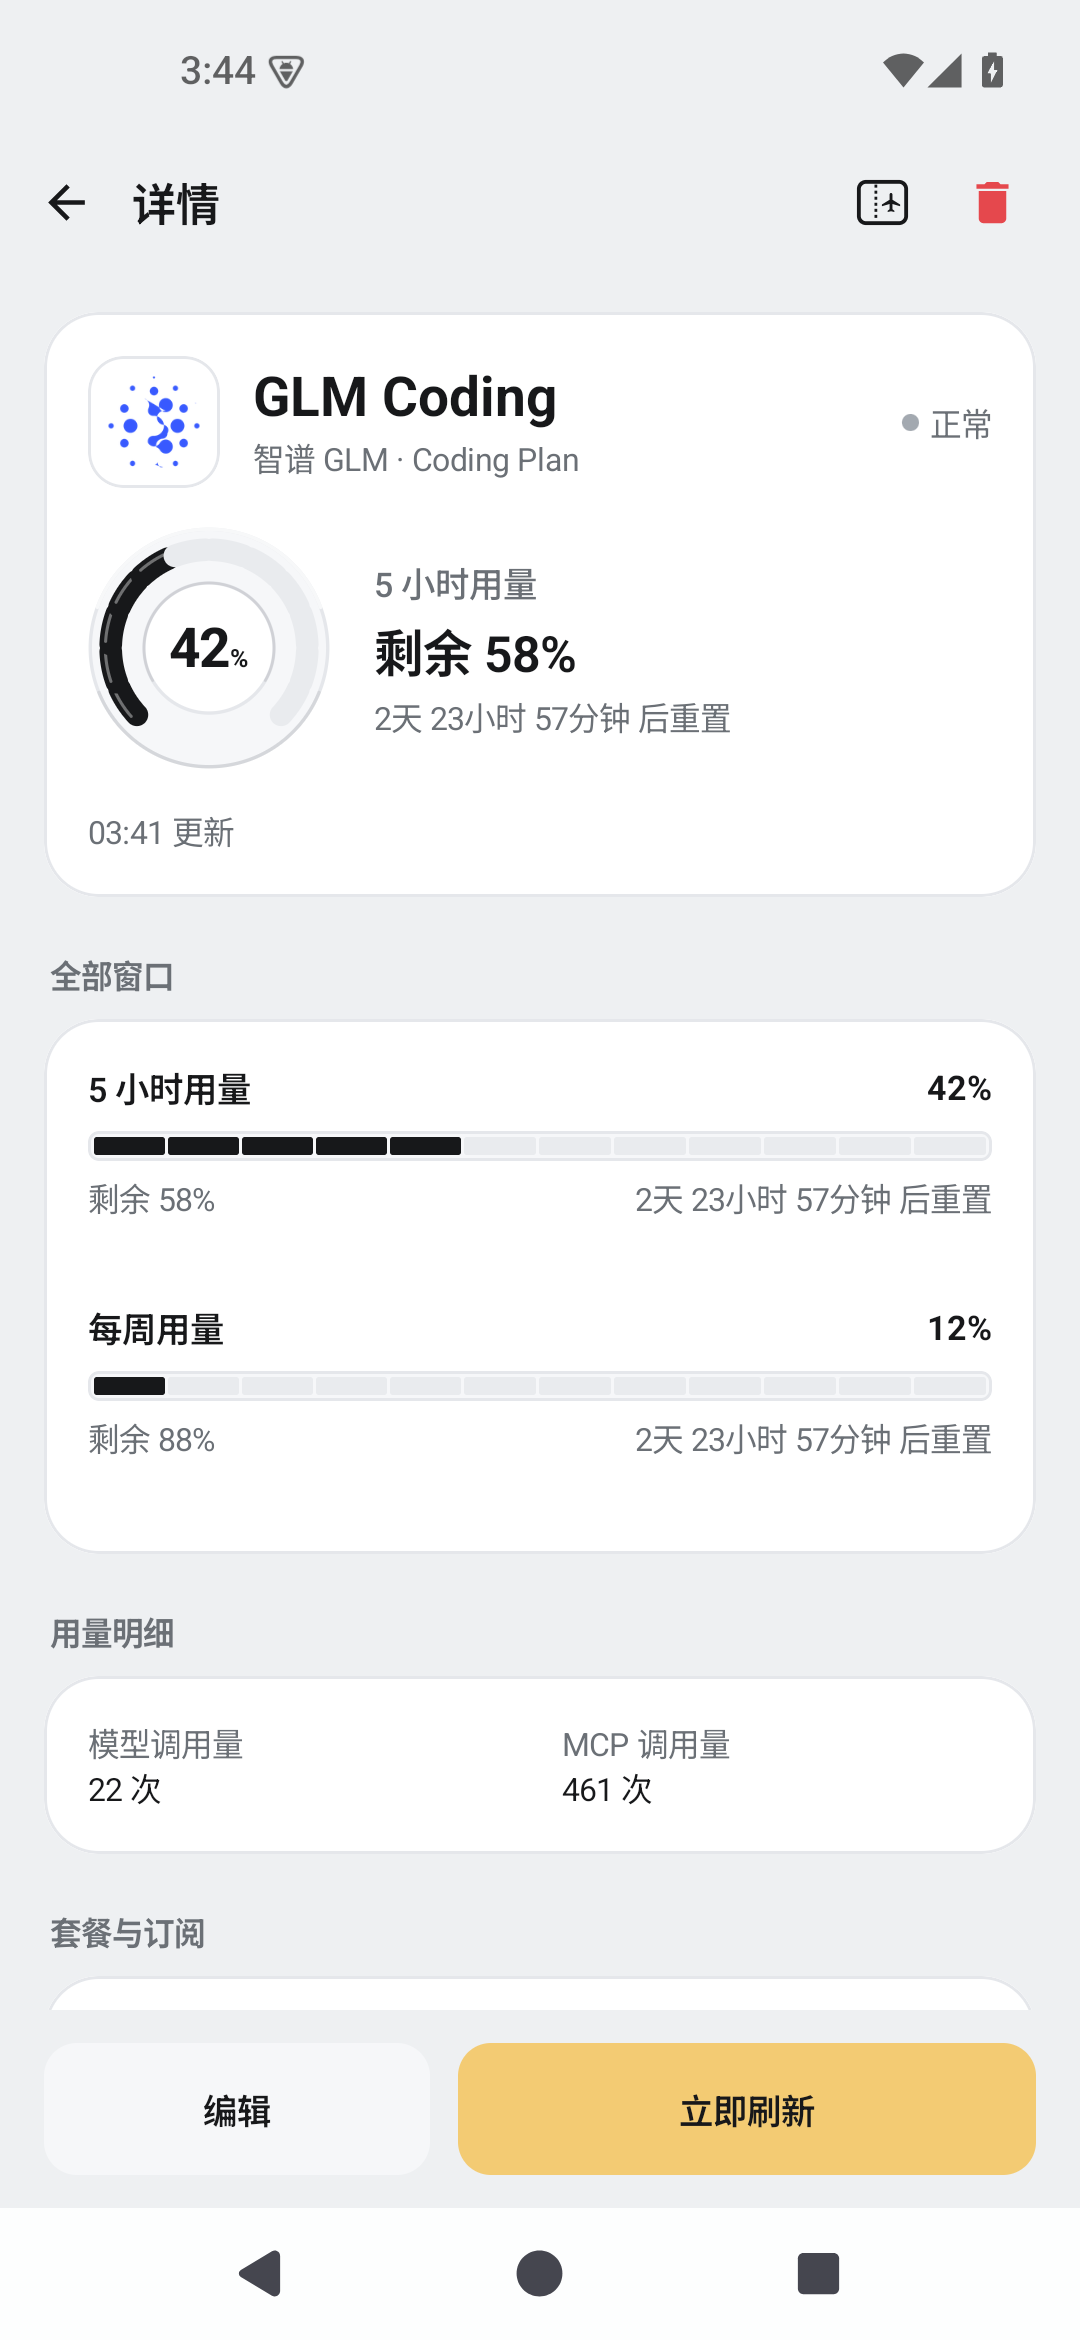 3:44
详情
GLM Coding
智谱 GLM · Coding Plan
正常
42%
5 小时用量
剩余 58%
2天 23小时 57分钟 后重置
03:41 更新
全部窗口
5 小时用量
42%
剩余 58%
2天 23小时 57分钟 后重置
每周用量
12%
剩余 88%
2天 23小时 57分钟 后重置
用量明细
模型调用量
MCP 调用量
22 次
461 次
套餐与订阅
编辑
立即刷新